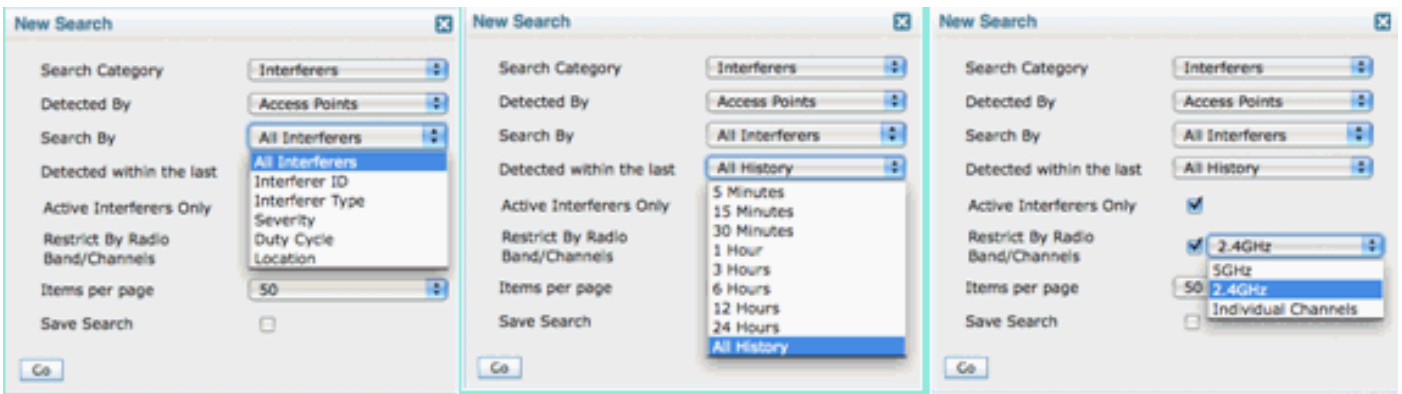 New Search
Search Category Interferers
Detected By Access Points
Search By All Interferers
All Interferers
Interferer ID
Interferer Type
Severity
Duty Cycle
Location
Detected within the last
Active Interferers Only
Restrict By Radio
Band/Channels
Items per page 50
Save Search
Go
New Search
Search Category Interferers
Detected By Access Points
Search By All Interferers
Detected within the last All History
5 Minutes
15 Minutes
30 Minutes
1 Hour
3 Hours
6 Hours
12 Hours
24 Hours
All History
Active Interferers Only
Restrict By Radio
Band/Channels
Items per page
Save Search
Go
New Search
Search Category Interferers
Detected By Access Points
Search By All Interferers
Detected within the last All History
Active Interferers Only
Restrict By Radio
Band/Channels 2.4GHz
5GHz
2.4GHz
Individual Channels
Items per page 50
Save Search
Go